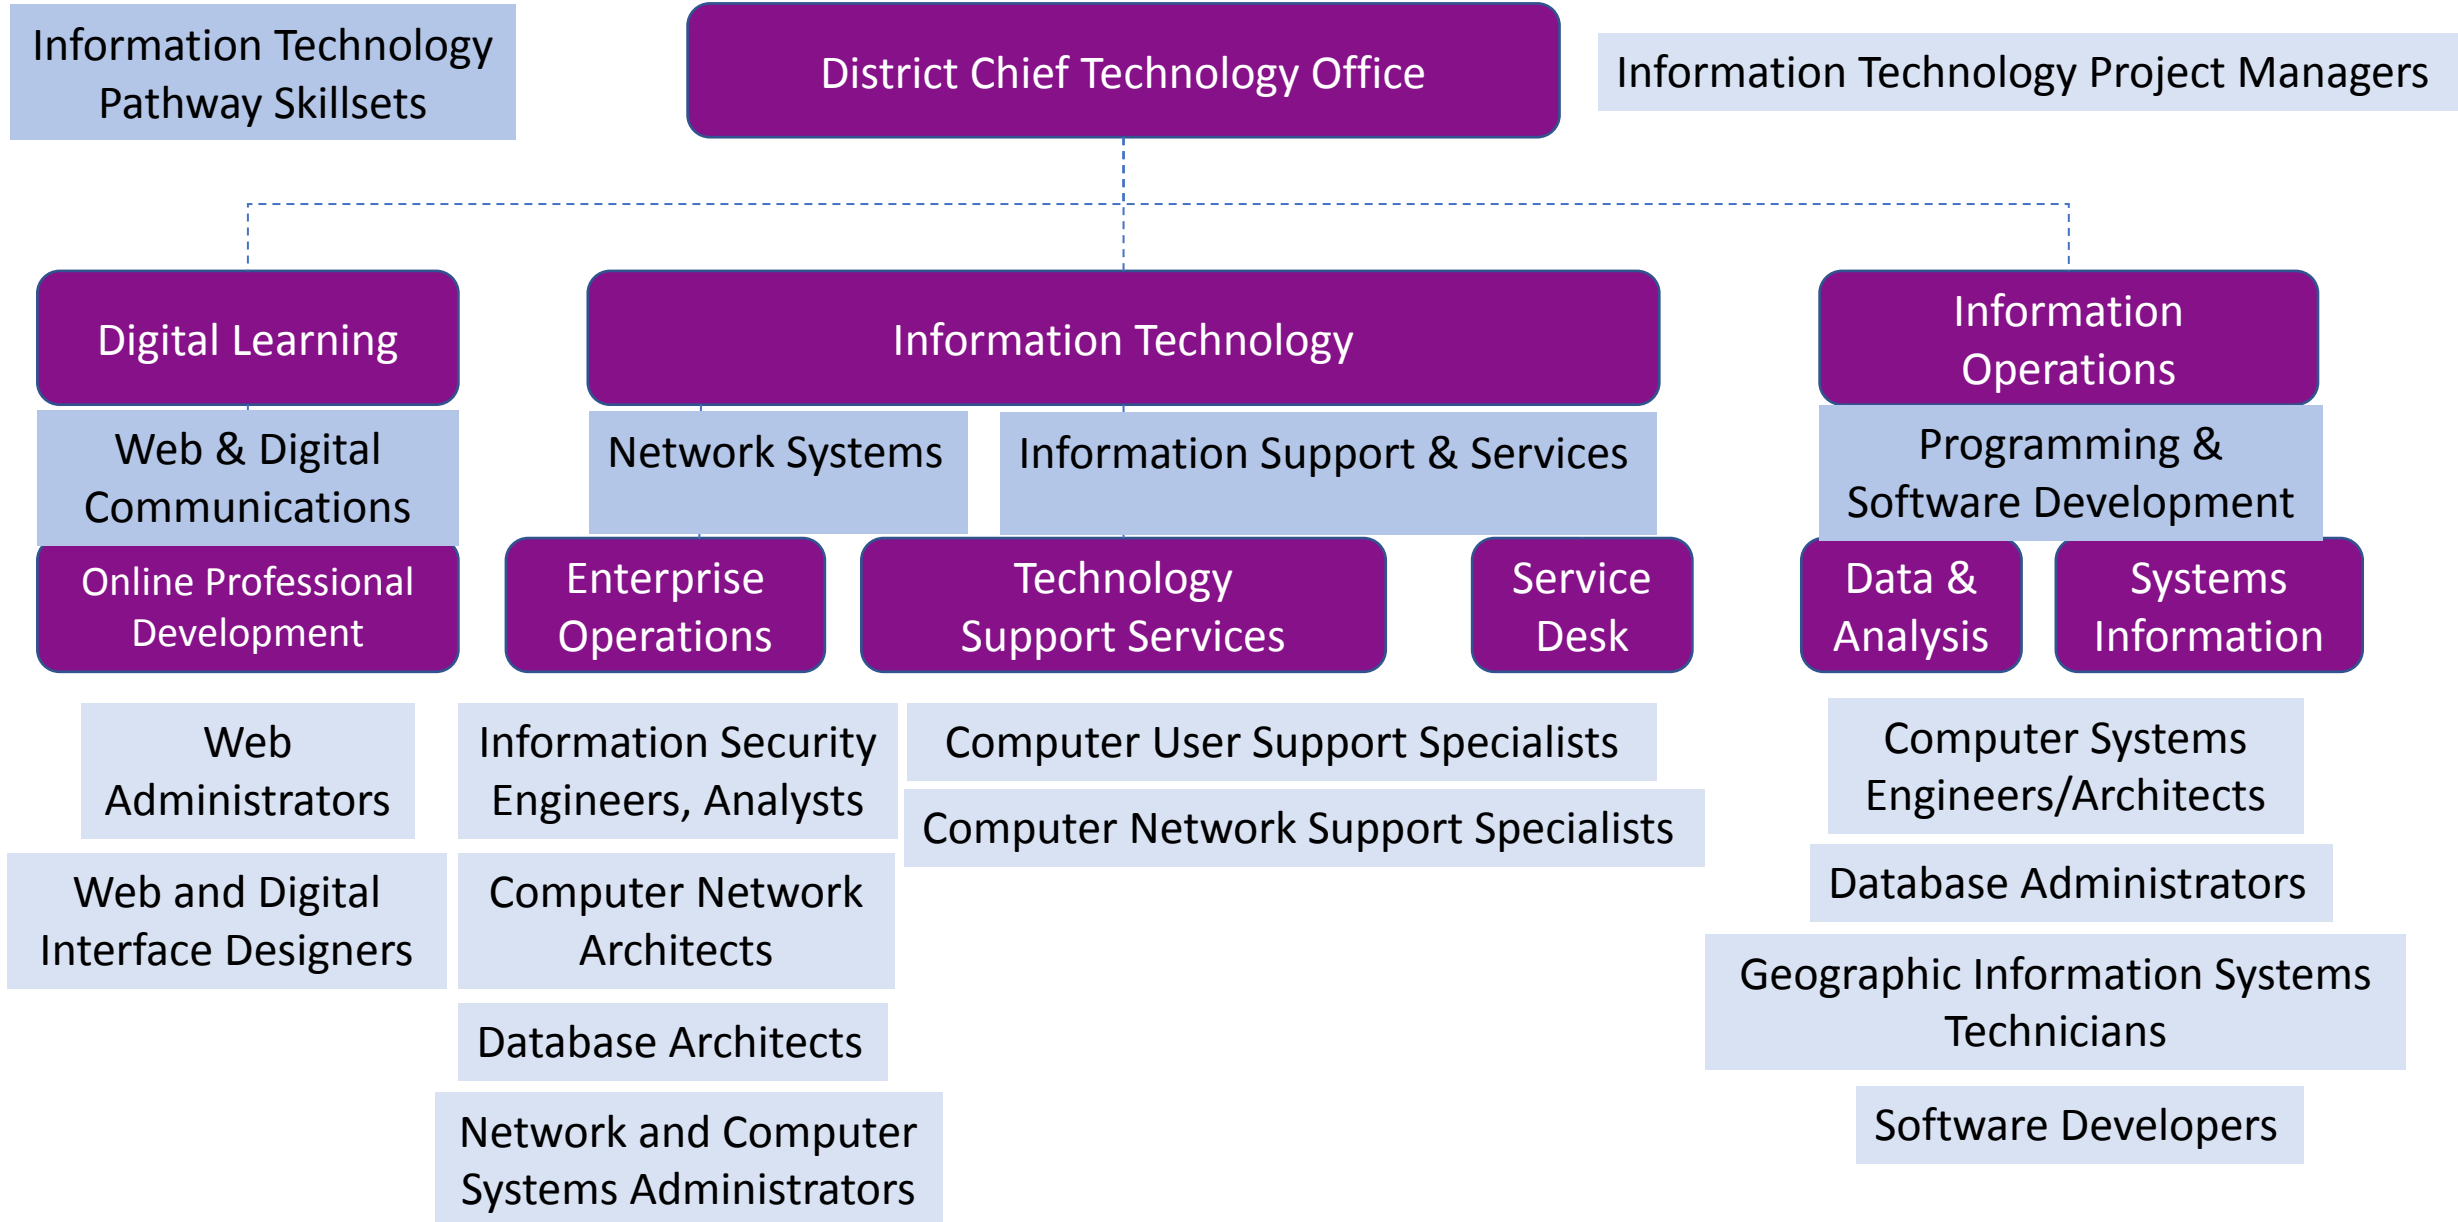 Information Technology
Pathway Skillsets
District Chief Technology Office
Information Technology Project Managers
Digital Learning
Information Technology
Information
Operations
Web & Digital
Communications
Network Systems
Information Support & Services
Programming &
Software Development
Online Professional
Development
Enterprise
Operations
Technology
Support Services
Service
Desk
Data &
Analysis
Systems
Information
Web
Administrators
Web and Digital
Interface Designers
Information Security
Engineers, Analysts
Computer Network
Architects
Database Architects
Network and Computer
Systems Administrators
Computer User Support Specialists
Computer Network Support Specialists
Computer Systems
Engineers/Architects
Database Administrators
Geographic Information Systems
Technicians
Software Developers